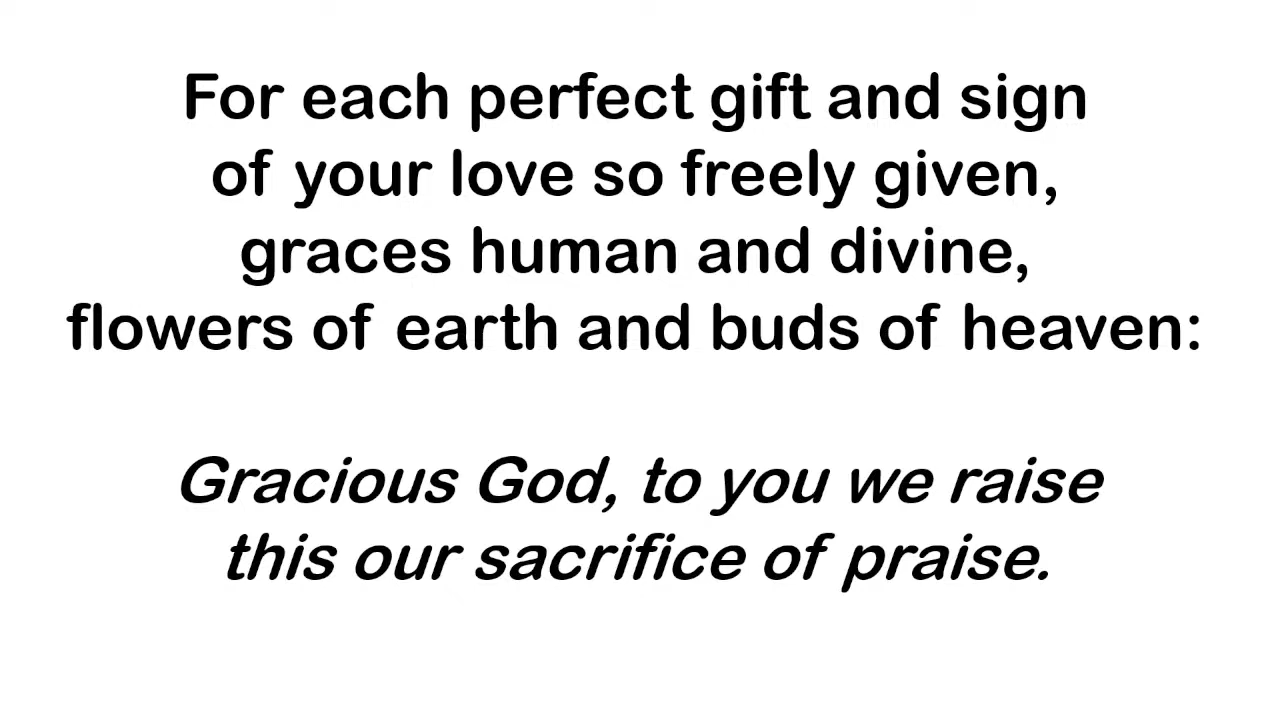 For each perfect gift and sign
of your love so freely given,
graces human and divine,
flowers of earth and buds of heaven:
Gracious God, to you we raise
this our sacrifice of praise.